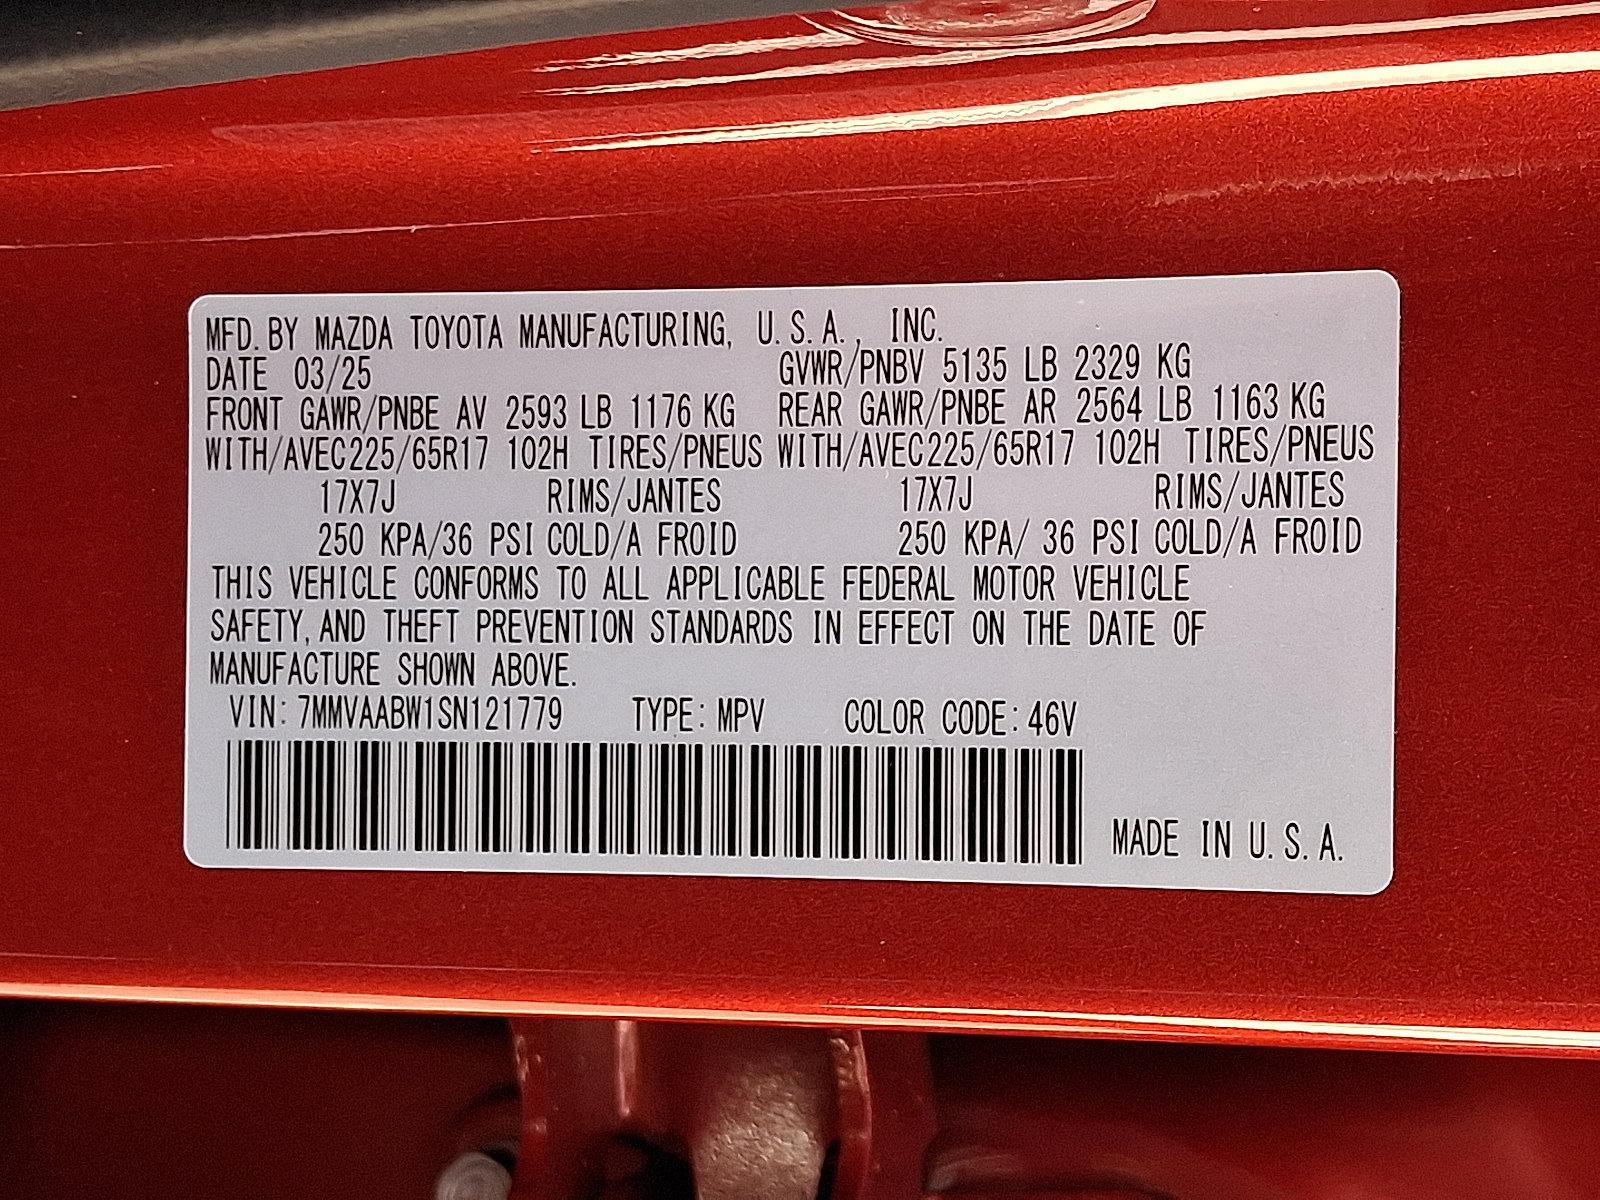 MFD. BY MAZDA TOYOTA MANUFACTURING, U.S.A., INC.
DATE 03/25 GVWR/PNBV 5135 LB 2329 KG
FRONT GAWR/PNBE AV 2593 LB 1176 KG REAR GAWR/PNBE AR 2564 LB 1163 KG
WITH/AVEC225/65R17 102H TIRES/PNEUS WITH/AVEC225/65R17 102H TIRES/PNEUS
17X7J RIMS/JANTES 17X7J RIMS/JANTES
250 KPA/36 PSI COLD/A FROID 250 KPA/ 36 PSI COLD/A FROID
THIS VEHICLE CONFORMS TO ALL APPLICABLE FEDERAL MOTOR VEHICLE
SAFETY, AND THEFT PREVENTION STANDARDS IN EFFECT ON THE DATE OF
MANUFACTURE SHOWN ABOVE.
VIN: 7MMVAABW1SN121779 TYPE: MPV COLOR CODE: 46V
MADE IN U.S.A.